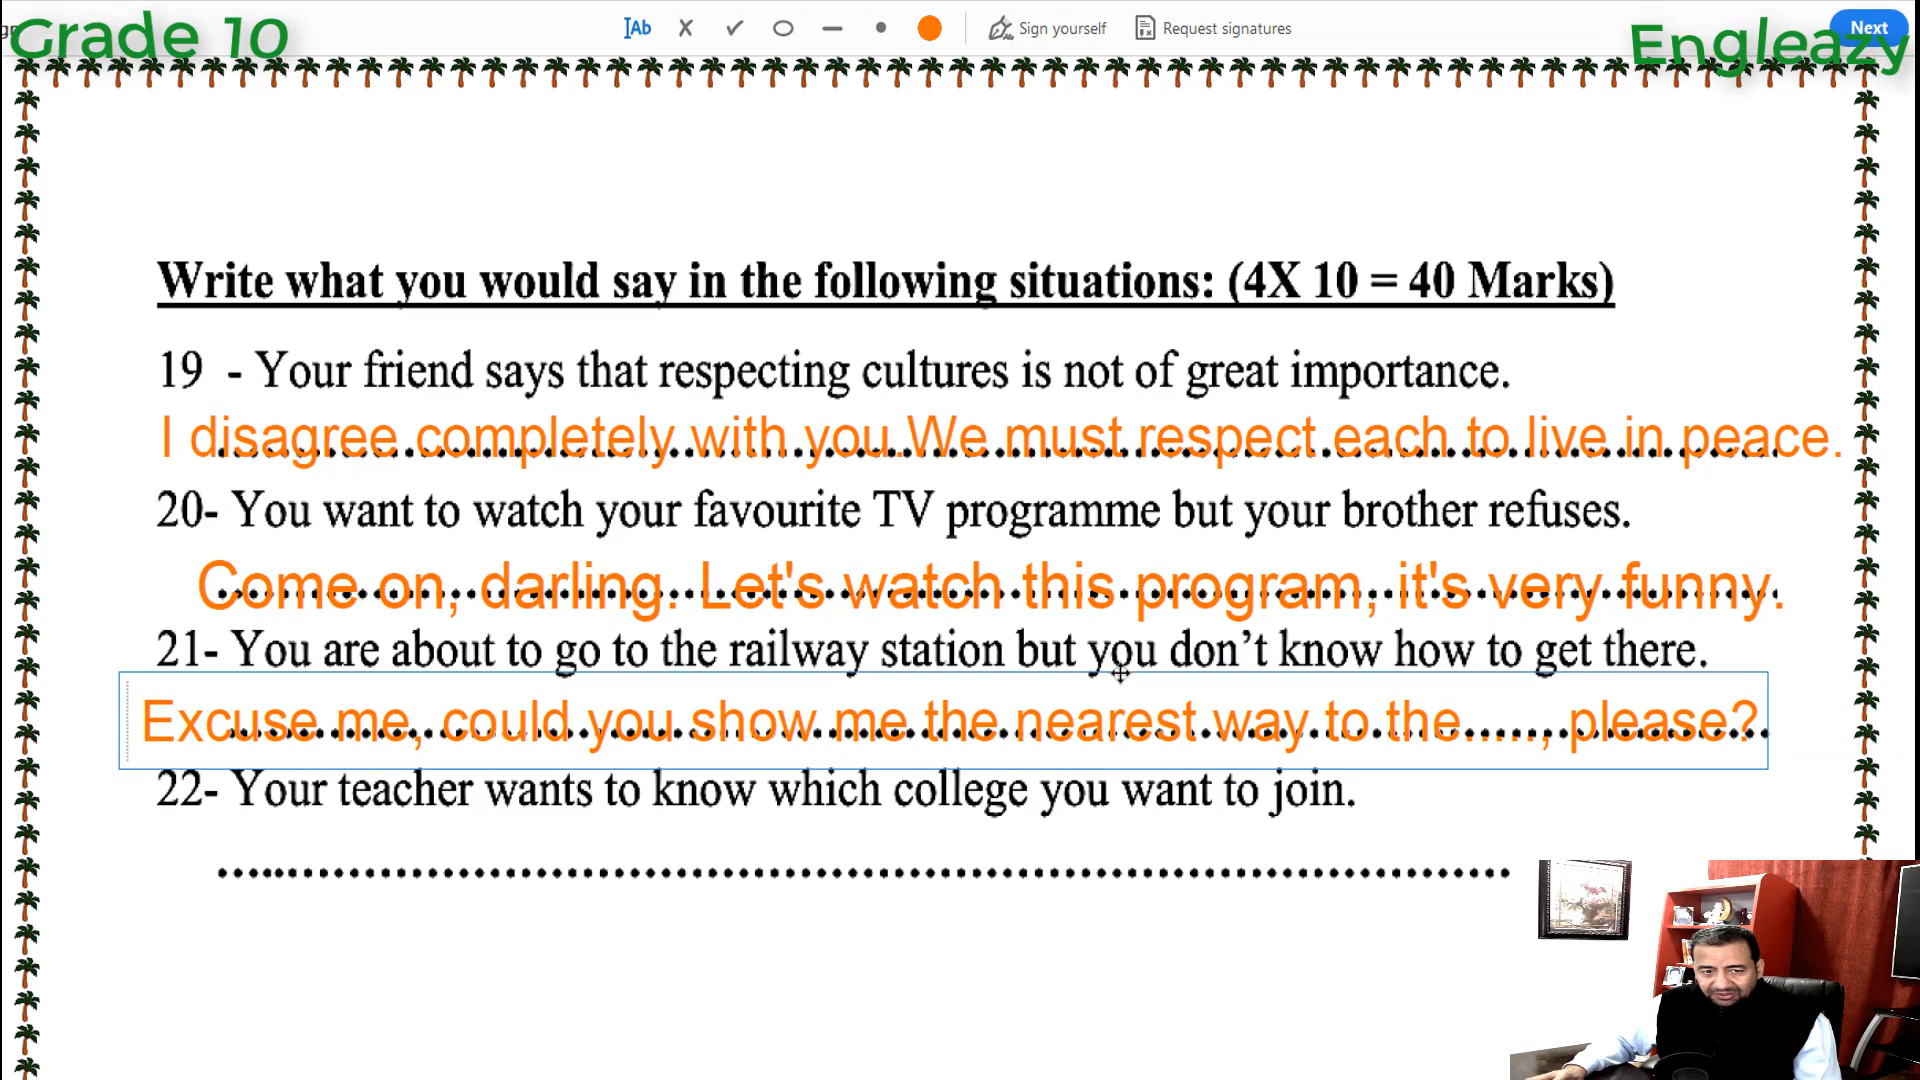 Grade 10
Ab
Sign yourself
Request signatures
Next
Engleazy
Write what you would say in the following situations: (4X 10 = 40 Marks)
19 - Your friend says that respecting cultures is not of great importance.
I disagree completely with you.We must respect each to live in peace.
20- You want to watch your favourite TV programme but your brother refuses.
Come on, darling. Let's watch this program, it's very funny.
21- You are about to go to the railway station but you don’t know how to get there.
Excuse me, could you show me the nearest way to the....., please?
22- Your teacher wants to know which college you want to join.